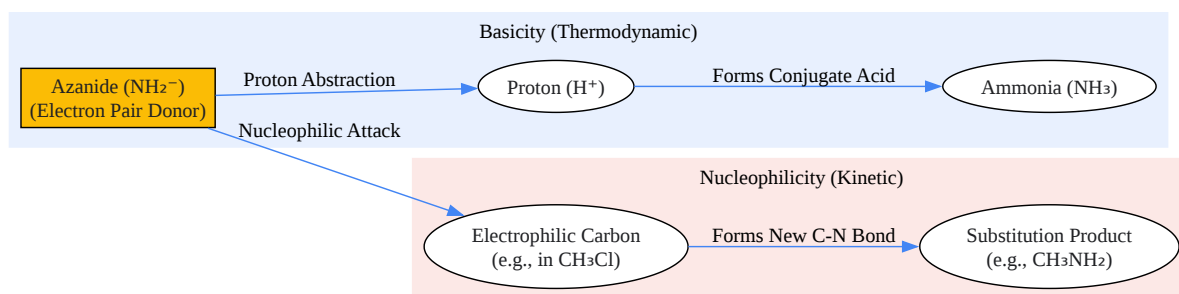 Basicity (Thermodynamic)
Azanide (NH₂⁻)
(Electron Pair Donor)
Proton Abstraction
Proton (H⁺)
Forms Conjugate Acid
Ammonia (NH₃)
Nucleophilic Attack
Nucleophilicity (Kinetic)
Electrophilic Carbon
(e.g., in CH₃Cl)
Forms New C-N Bond
Substitution Product
(e.g., CH₃NH₂)